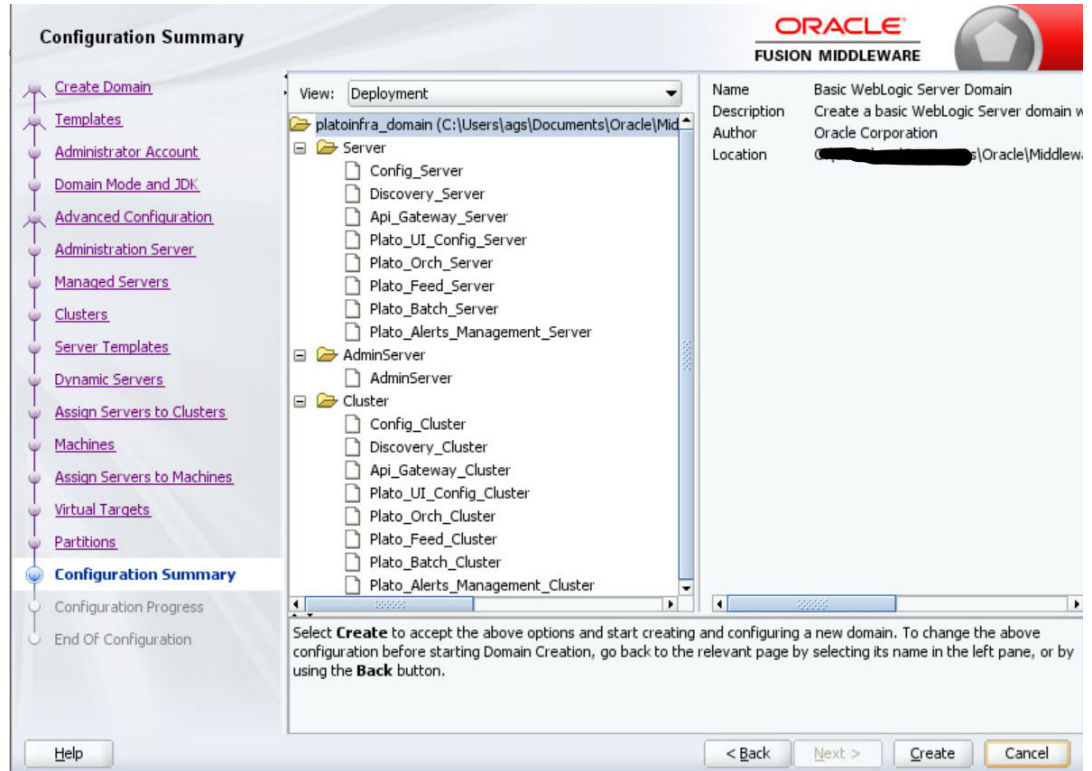 Configuration Summary
ORACLE
FUSION MIDDLEWARE
Create Domain
Templates
Administrator Account
Domain Mode and JDK
Advanced Configuration
Administration Server
Managed Servers
Clusters
Server Templates
Dynamic Servers
Assign Servers to Clusters
Machines
Assign Servers to Machines
Virtual Targets
Partitions
Configuration Summary
Configuration Progress
End Of Configuration
View: Deployment
platoinfra_domain (C:\Users\ags\Documents\Oracle\Mid
Server
Config_Server
Discovery_Server
Api_Gateway_Server
Plato_UI_Config_Server
Plato_Orch_Server
Plato_Feed_Server
Plato_Batch_Server
Plato_Alerts_Management_Server
AdminServer
AdminServer
Cluster
Config_Cluster
Discovery_Cluster
Api_Gateway_Cluster
Plato_UI_Config_Cluster
Plato_Orch_Cluster
Plato_Feed_Cluster
Plato_Batch_Cluster
Plato_Alerts_Management_Cluster
Name Basic WebLogic Server Domain
Description Create a basic WebLogic Server domain w
Author Oracle Corporation
Location s\Oracle\Middlewa
Select Create to accept the above options and start creating and configuring a new domain. To change the above
configuration before starting Domain Creation, go back to the relevant page by selecting its name in the left pane, or by
using the Back button.
Help
< Back Next > Create Cancel